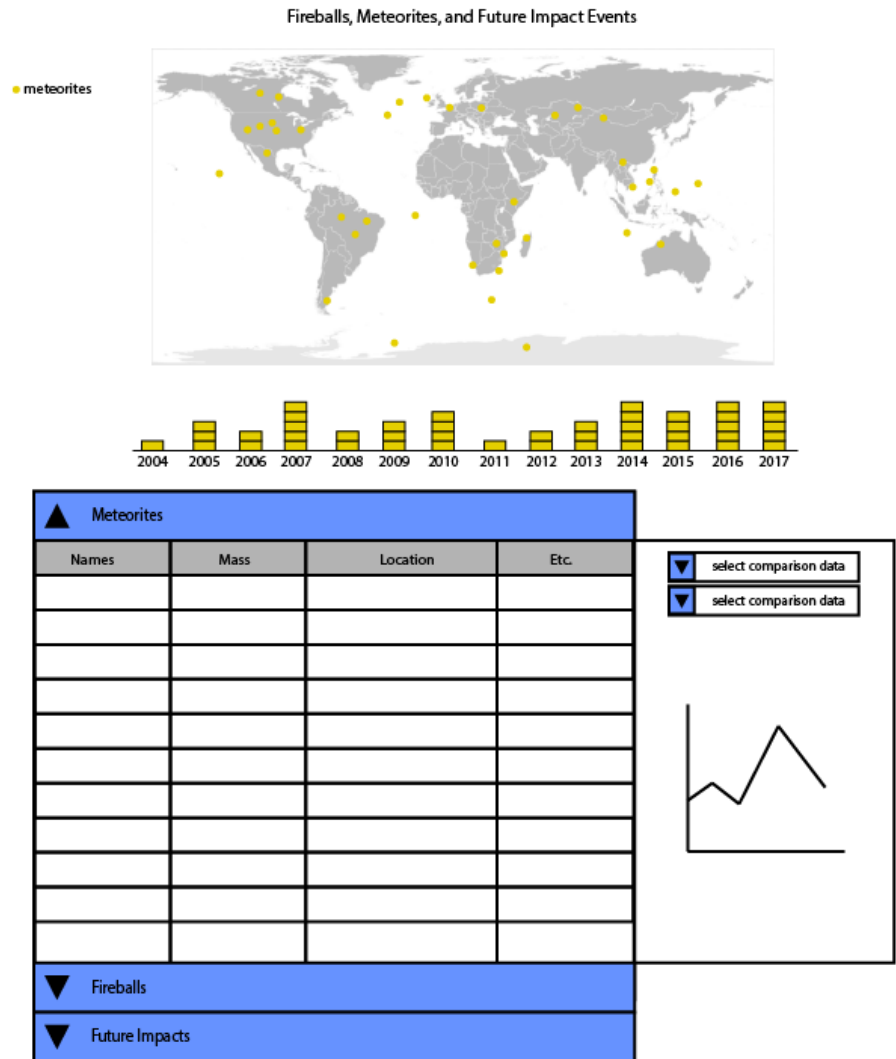 Fireballs, Meteorites, and Future Impact Events
meteorites
2004 2005 2006 2007 2008 2009 2010 2011 2012 2013 2014 2015 2016 2017
Meteorites
Names Mass Location Etc.
select comparison data
select comparison data
Fireballs
Future Impacts